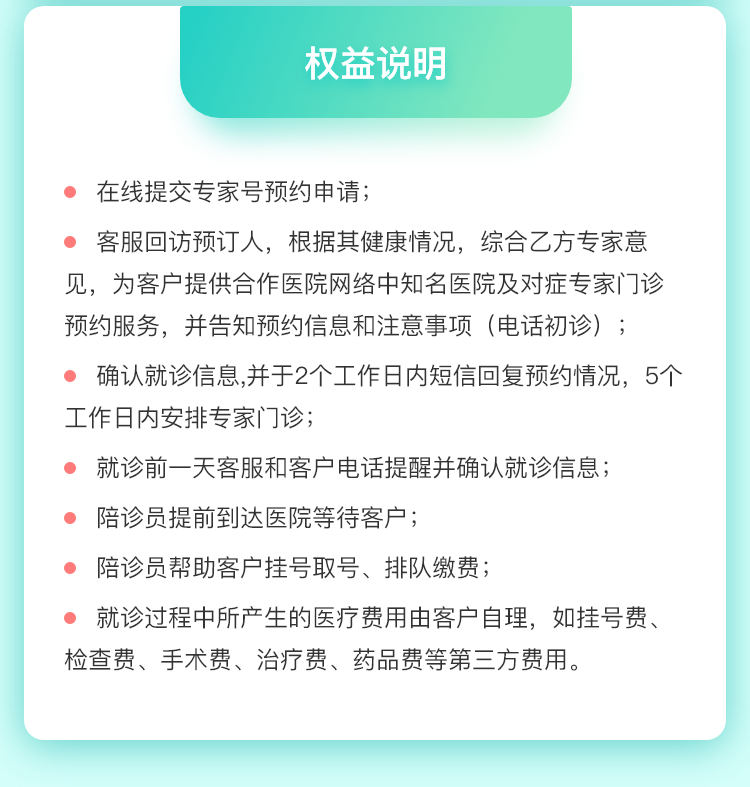 权益说明
在线提交专家号预约申请；
客服回访预订人，根据其健康情况，综合乙方专家意
见，为客户提供合作医院网络中知名医院及对症专家门诊
预约服务，并告知预约信息和注意事项（电话初诊）；
确认就诊信息,并于2个工作日内短信回复预约情况，5个
工作日内安排专家门诊；
就诊前一天客服和客户电话提醒并确认就诊信息；
陪诊员提前到达医院等待客户；
陪诊员帮助客户挂号取号、排队缴费；
就诊过程中所产生的医疗费用由客户自理，如挂号费、
检查费、手术费、治疗费、药品费等第三方费用。